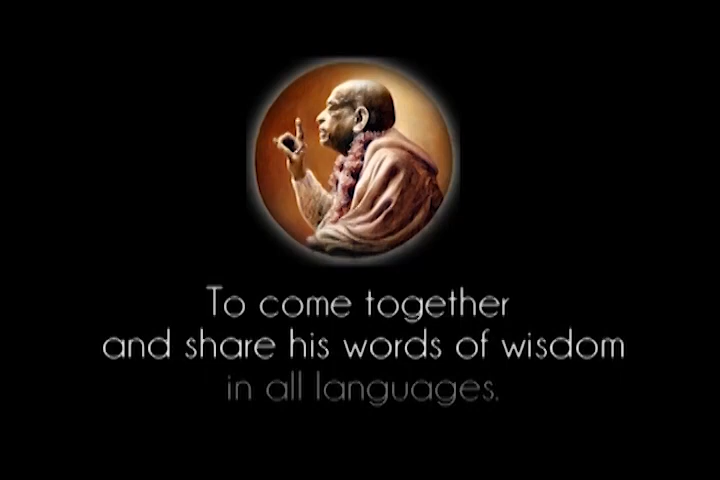 To come together
and share his words of wisdom
in all languages.